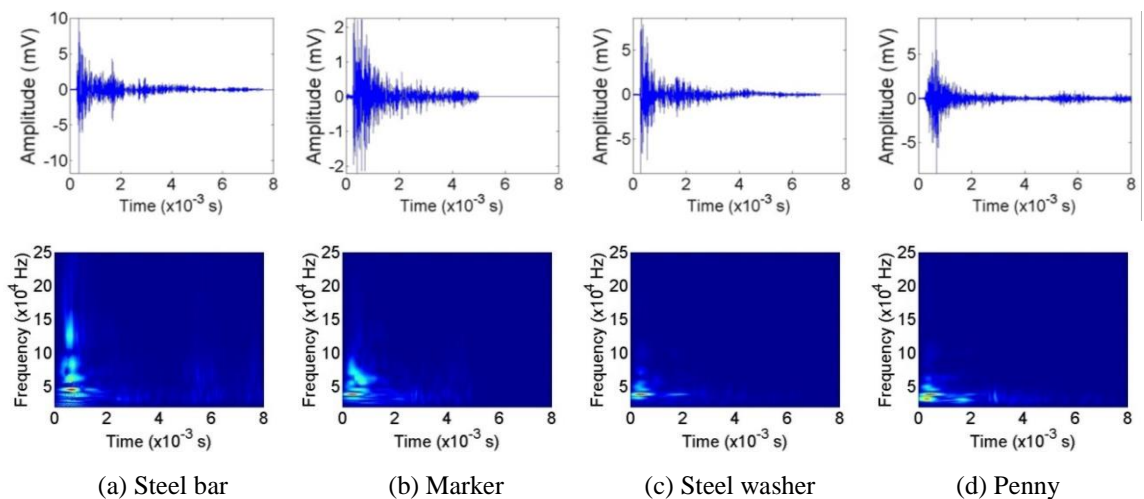 10
5
0
-5
-10
Amplitude (mV)
0 2 4 6 8
Time (x10-3 s)
2
1
0
-1
-2
Amplitude (mV)
0 2 4 6 8
Time (x10-3 s)
5
0
-5
Amplitude (mV)
0 2 4 6 8
Time (x10-3 s)
5
0
-5
Amplitude (mV)
0 2 4 6 8
Time (x10-3 s)
25
20
15
10
5
Frequency (x104 Hz)
0 2 4 6 8
Time (x10-3 s)
25
20
15
10
5
Frequency (x104 Hz)
0 2 4 6 8
Time (x10-3 s)
25
20
15
10
5
Frequency (x104 Hz)
0 2 4 6 8
Time (x10-3 s)
25
20
15
10
5
Frequency (x104 Hz)
0 2 4 6 8
Time (x10-3 s)
(a) Steel bar
(b) Marker
(c) Steel washer
(d) Penny